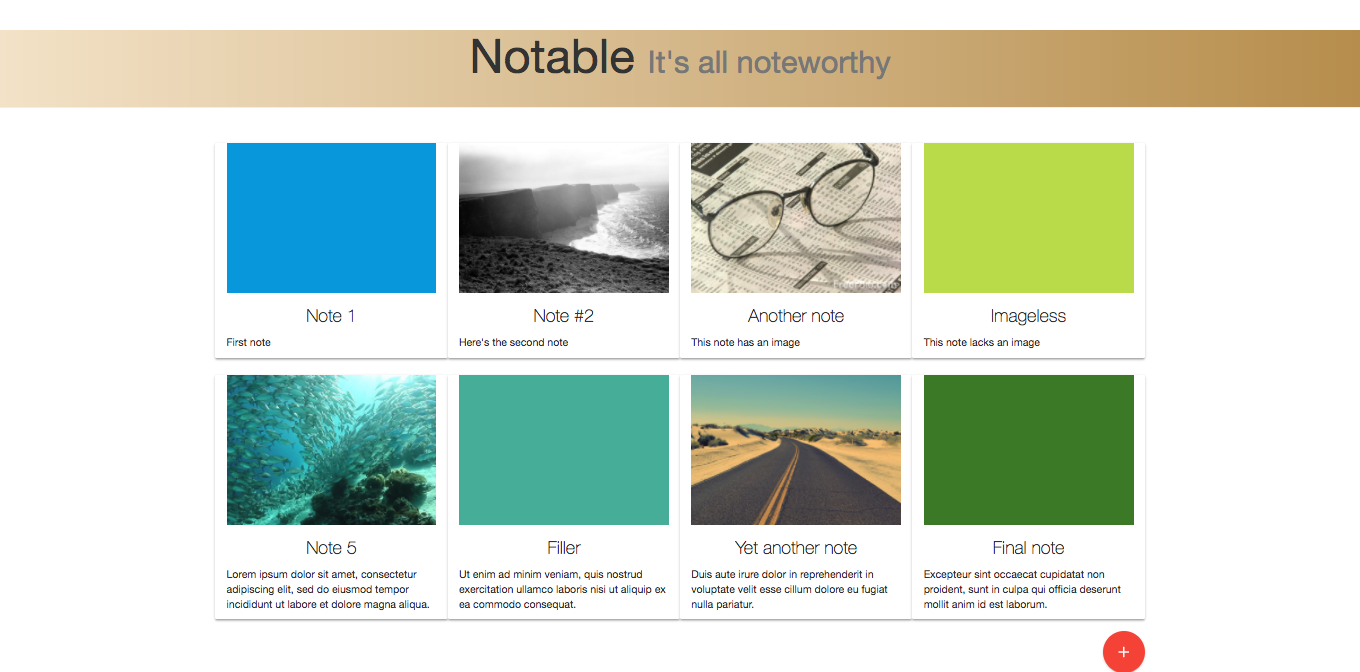 Notable It's all noteworthy
Note 1
First note
Note #2
Here's the second note
Another note
This note has an image
Imageless
This note lacks an image
Note 5
Lorem ipsum dolor sit amet, consectetur
adipiscing elit, sed do eiusmod tempor
incididunt ut labore et dolore magna aliqua.
Filler
Ut enim ad minim veniam, quis nostrud
exercitation ullamco laboris nisi ut aliquip ex
ea commodo consequat.
Yet another note
Duis aute irure dolor in reprehenderit in
voluptate velit esse cillum dolore eu fugiat
nulla pariatur.
Final note
Excepteur sint occaecat cupidatat non
proident, sunt in culpa qui officia deserunt
mollit anim id est laborum.
+